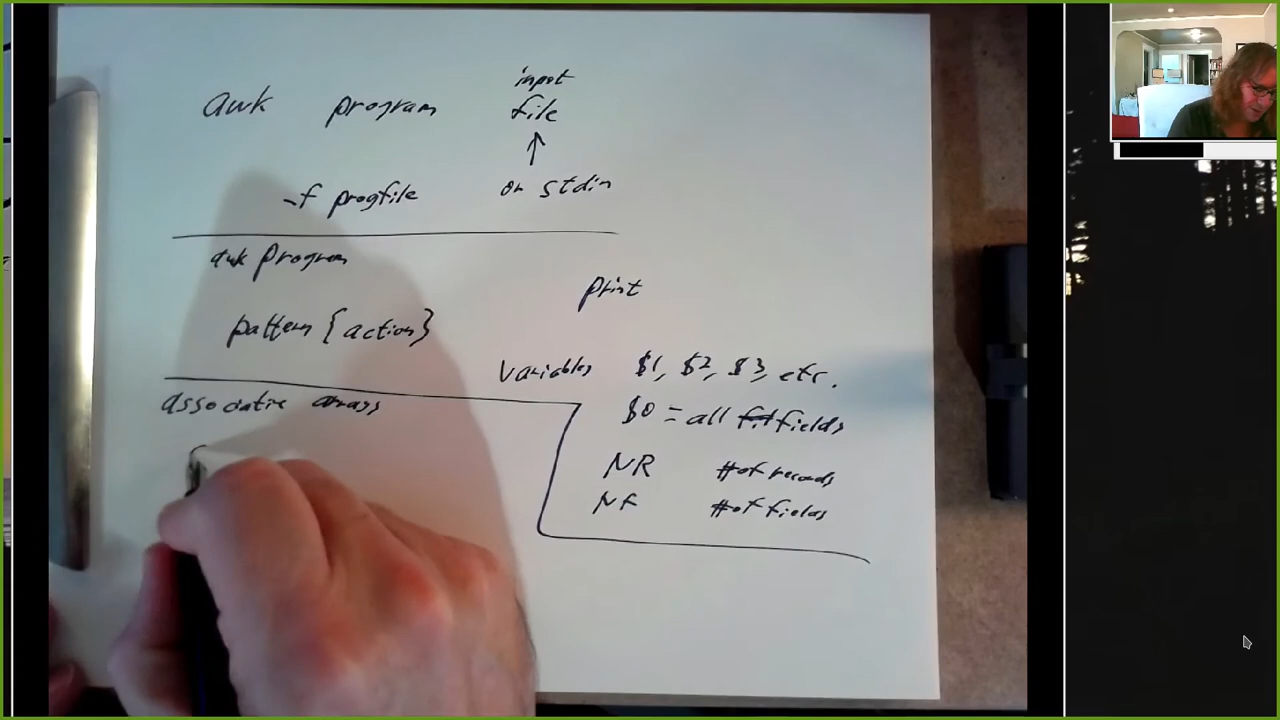 input
awk program file
↑
-f progfile or stdin
awk program
print
pattern {action}
variables $1, $2, $3, etc.
associative arrays
$0 = all fields
NR # of records
NF # of fields